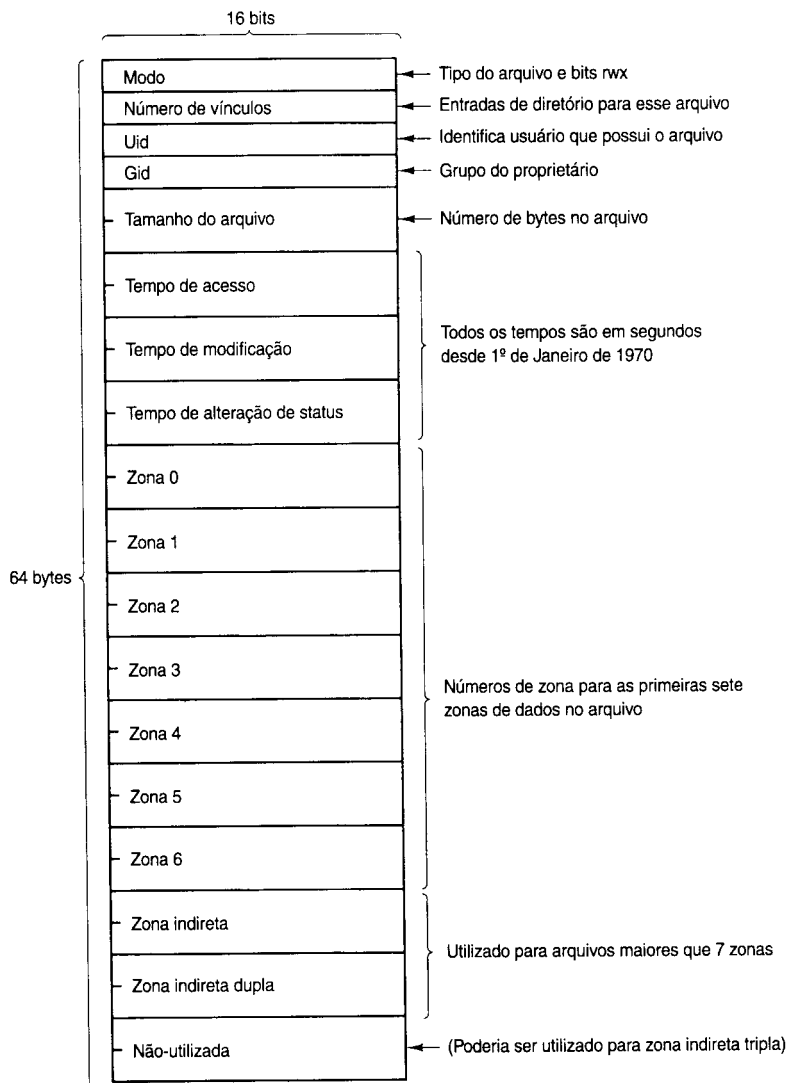 16 bits
Modo
Tipo do arquivo e bits rwx
Número de vínculos
Entradas de diretório para esse arquivo
Uid
Identifica usuário que possui o arquivo
Gid
Grupo do proprietário
Tamanho do arquivo
Número de bytes no arquivo
Tempo de acesso
Tempo de modificação
Tempo de alteração de status
Todos os tempos são em segundos
desde 1º de Janeiro de 1970
Zona 0
Zona 1
Zona 2
Zona 3
Zona 4
Zona 5
Zona 6
64 bytes
Números de zona para as primeiras sete
zonas de dados no arquivo
Zona indireta
Zona indireta dupla
Utilizado para arquivos maiores que 7 zonas
Não-utilizada
(Poderia ser utilizado para zona indireta tripla)